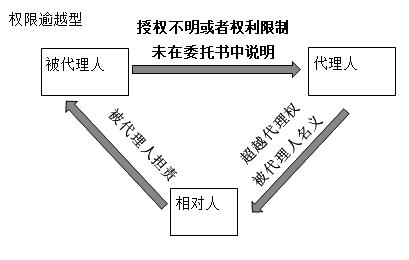 权限逾越型
授权不明或者权利限制
未在委托书中说明
被代理人
代理人
被代理人担责
超越代理权
被代理人名义
相对人